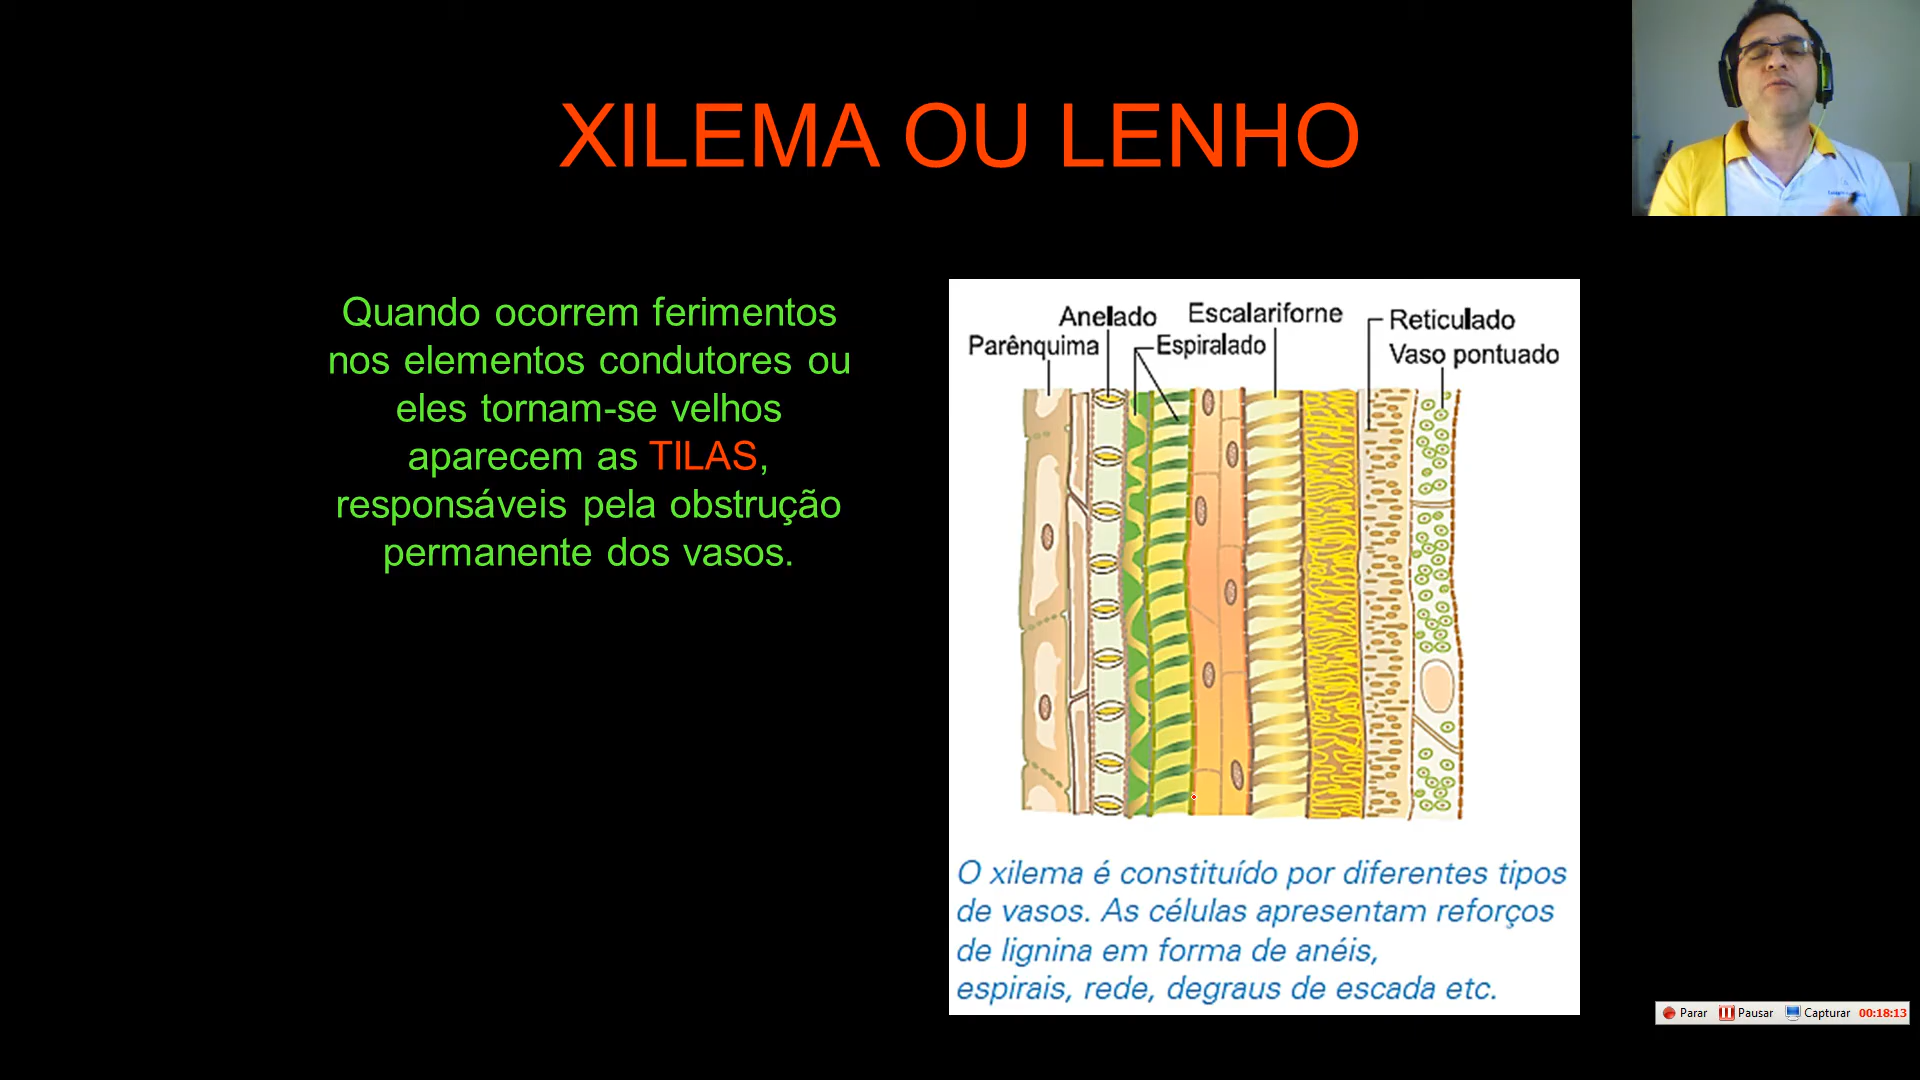 XILEMA OU LENHO
Quando ocorrem ferimentos
nos elementos condutores ou
eles tornam-se velhos
aparecem as TILAS,
responsáveis pela obstrução
permanente dos vasos.
Anelado
Escalariforne
Reticulado
Parênquima
Espiralado
Vaso pontuado
O xilema é constituído por diferentes tipos
de vasos. As células apresentam reforços
de lignina em forma de anéis,
espirais, rede, degraus de escada etc.
Parar Pausar Capturar 00:18:13